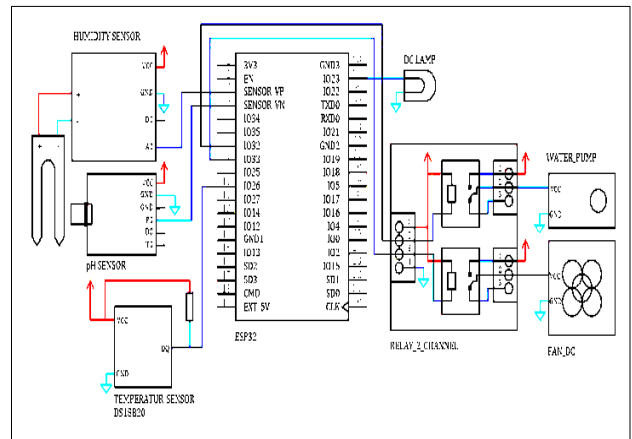 HUMIDITY SENSOR
VCC
GND
D0
A0
+
-
+ -
VCC
GND
GND
PO
DO
TO
pH SENSOR
VCC
DQ
GND
TEMPERATUR SENSOR
DS18B20
3V3
EN
SENSOR VP
SENSOR VN
IO34
IO35
IO32
IO33
IO25
IO26
IO27
IO14
IO12
GND1
IO13
SD2
SD3
CMD
EXT 5V
GND3
IO23
IO22
TXD0
RXD0
IO21
GND2
IO19
IO18
IO5
IO17
IO16
IO4
IO0
IO2
IO15
SD1
SD0
CLK
ESP32
DC LAMP
RELAY_2_CHANNEL
WATER_PUMP
VCC
GND
VCC
GND
FAN_DC